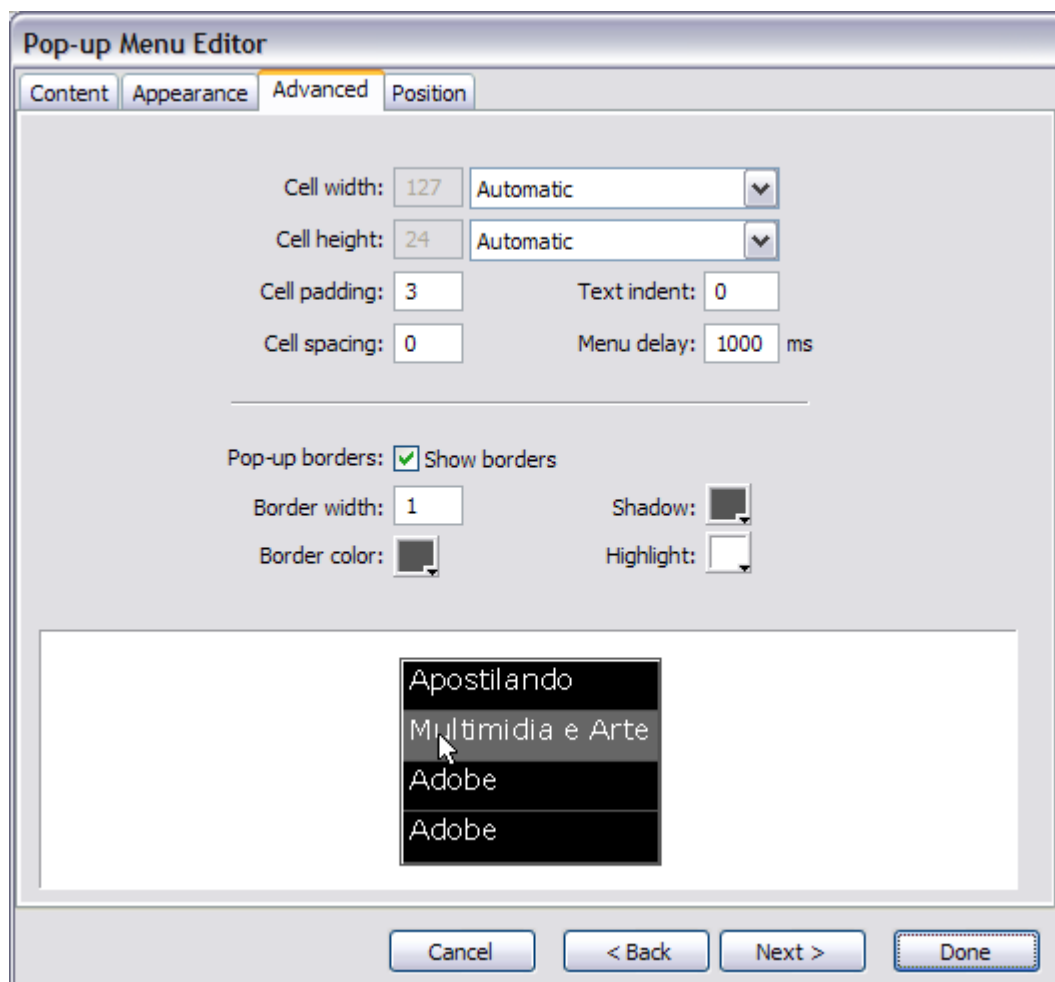 Pop-up Menu Editor
Content Appearance Advanced Position
Cell width: 127 Automatic
Cell height: 24 Automatic
Cell padding: 3 Text indent: 0
Cell spacing: 0 Menu delay: 1000 ms
Pop-up borders: Show borders
Border width: 1 Shadow:
Border color: Highlight:
Apostilando
Multimidia e Arte
Adobe
Adobe
Cancel < Back Next > Done